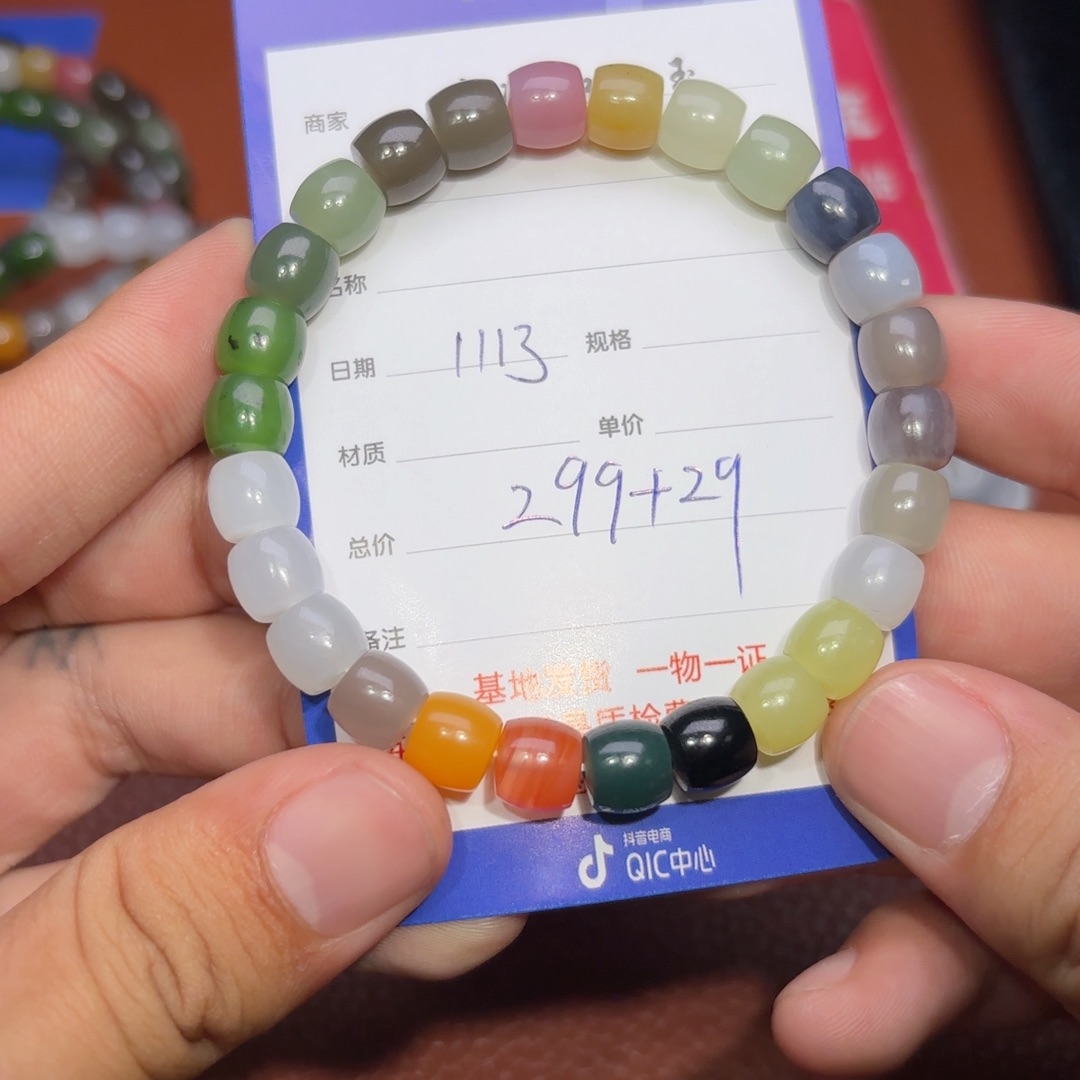 商家 玉
名称
日期 1113 规格
材质 单价
总价 299+29
备注
基地发货 一物一证
抖音电商
QIC中心